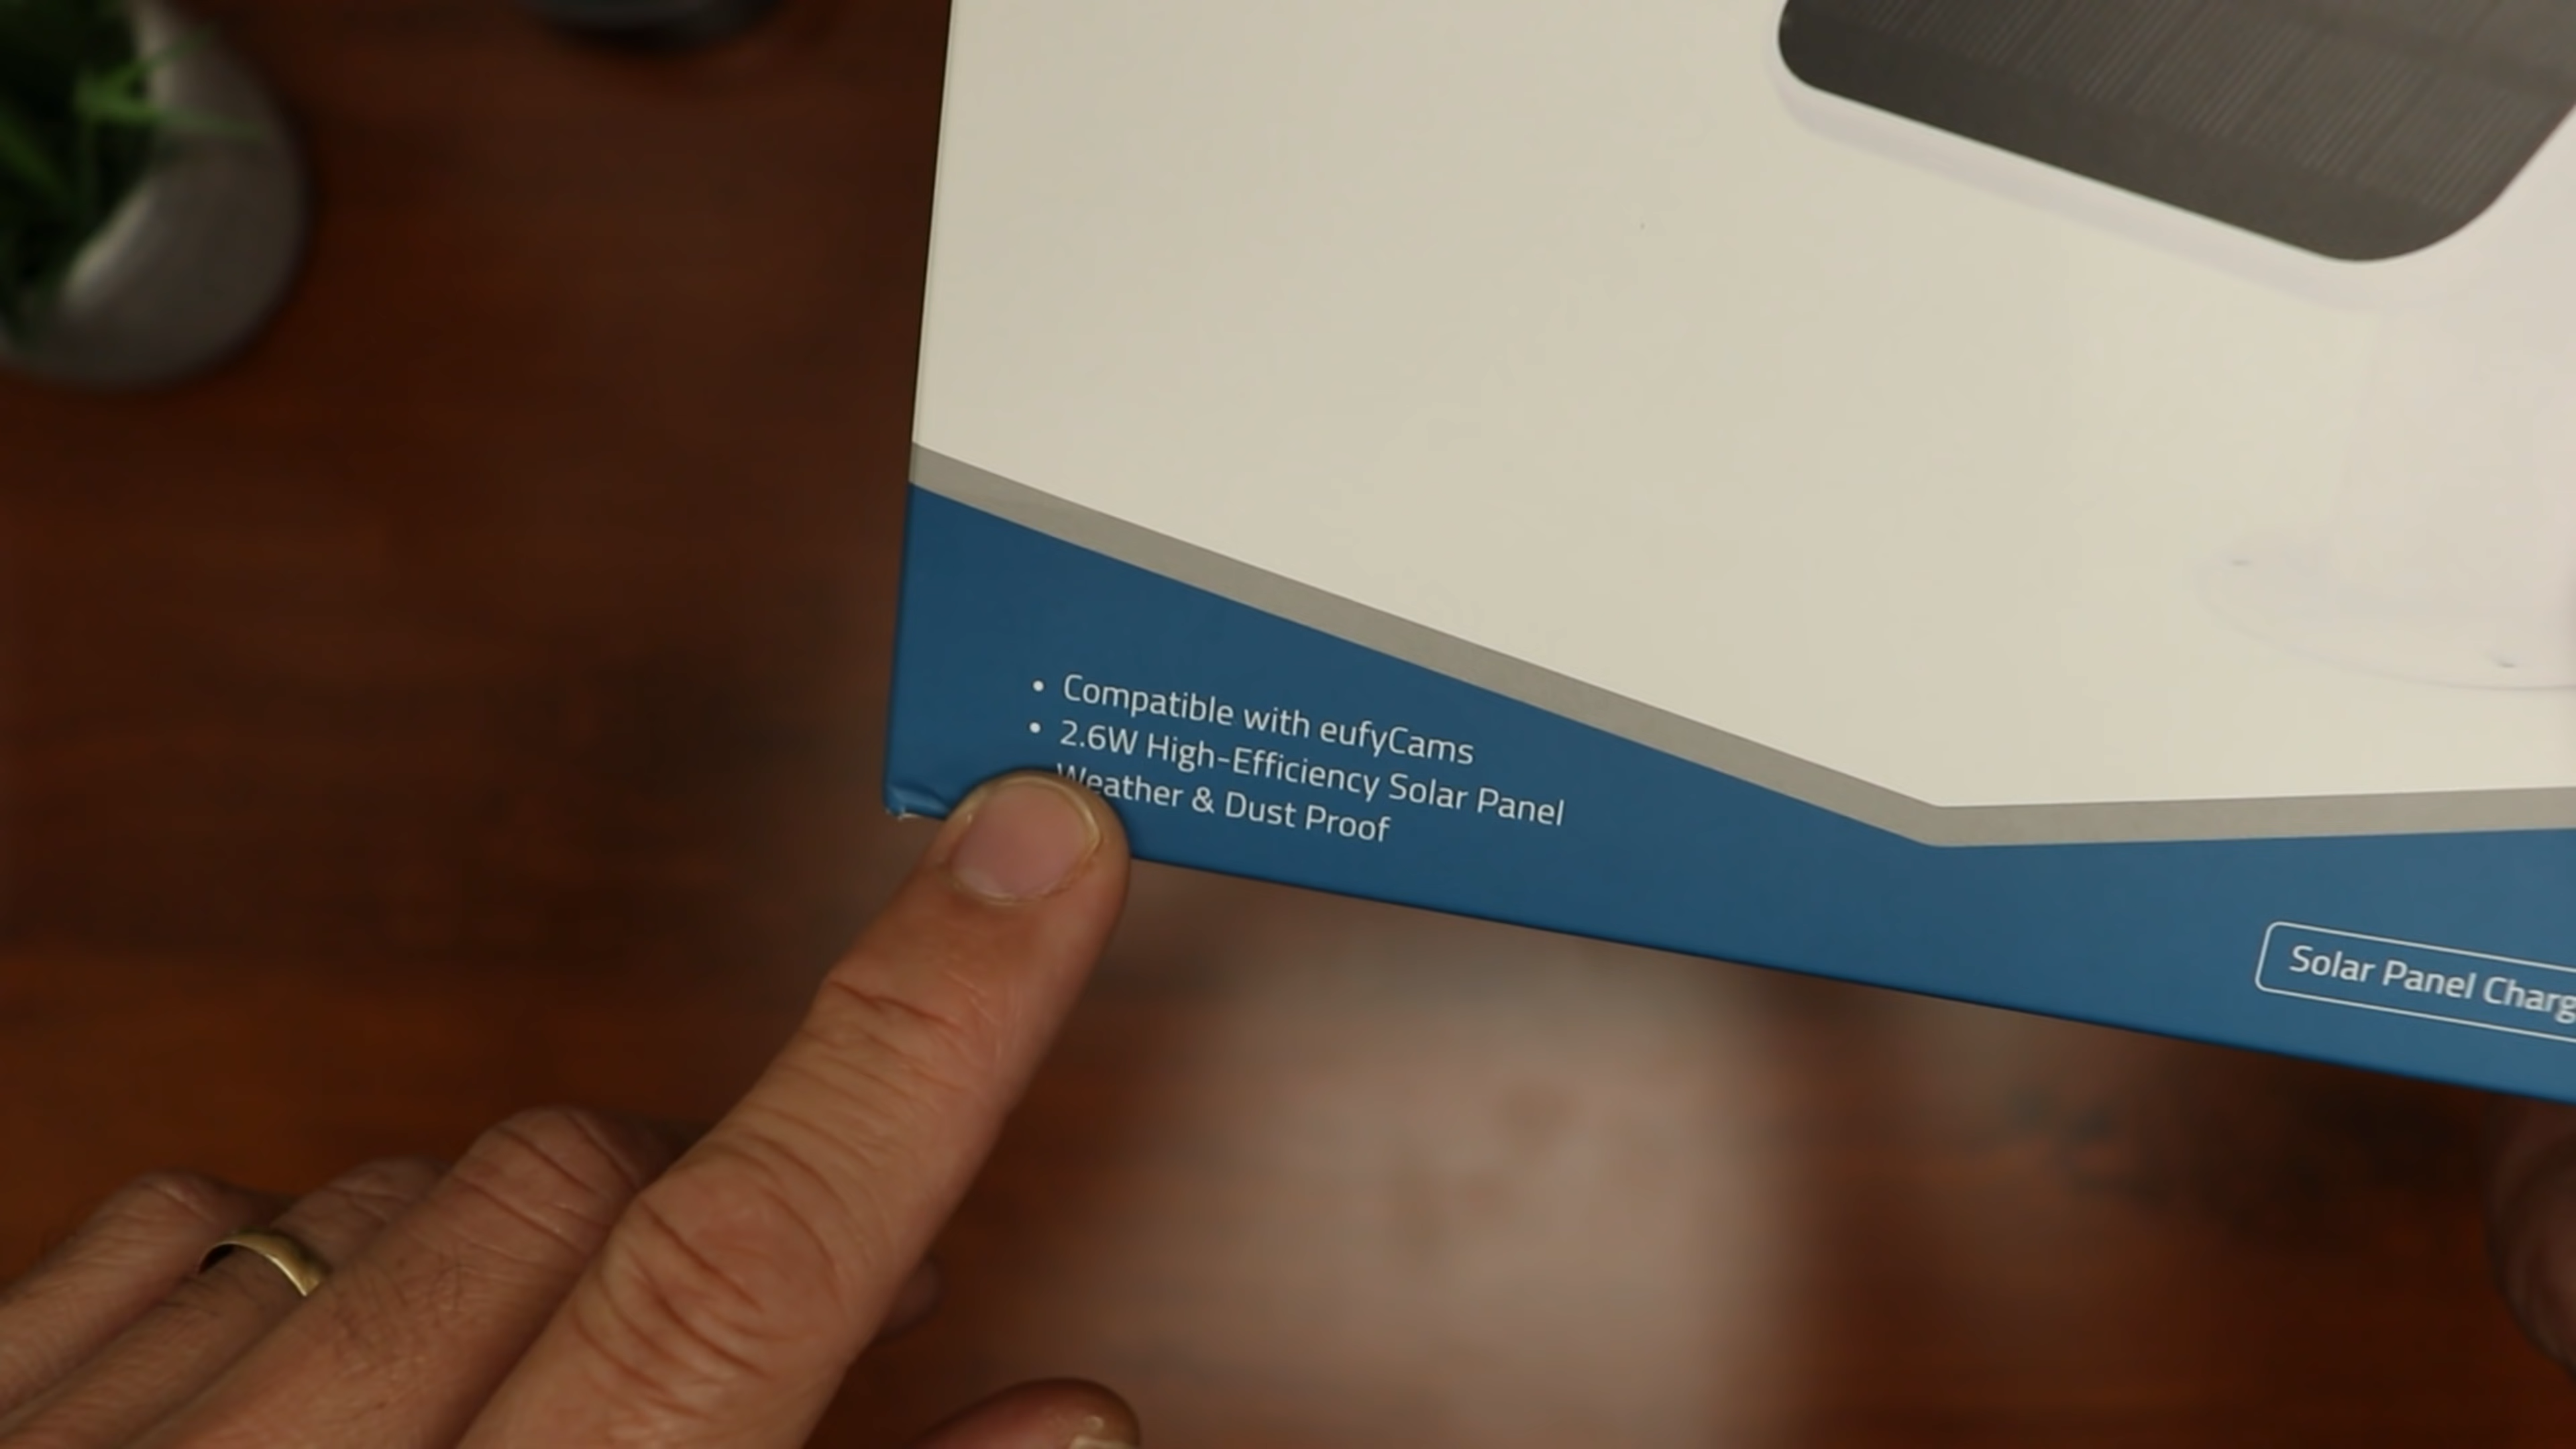 • Compatible with eufyCams
• 2.6W High-Efficiency Solar Panel
Weather & Dust Proof
Solar Panel Charg